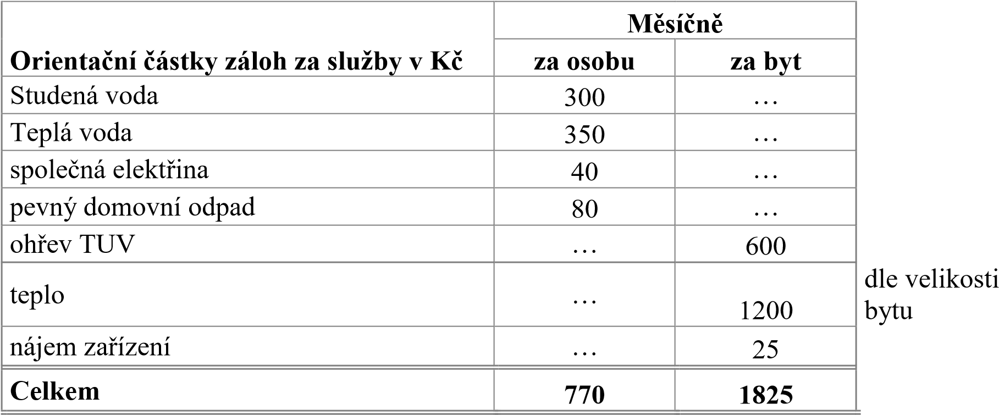 Měsíčně
Orientační částky záloh za služby v Kč za osobu za byt
Studená voda 300 …
Teplá voda 350 …
společná elektřina 40 …
pevný domovní odpad 80 …
ohřev TUV … 600
teplo … 1200 dle velikosti
bytu
nájem zařízení … 25
Celkem 770 1825